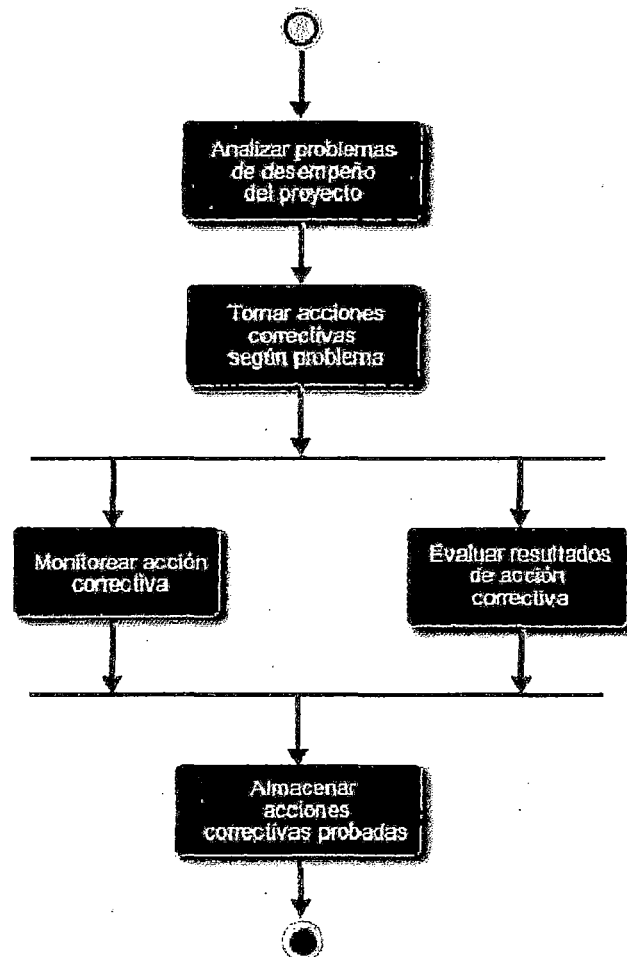 Analizar problemas
de desempeño
del proyecto
Tomar acciones
correctivas
según problema
Monitorear acción
correctiva
Evaluar resultados
de acción
correctiva
Almacenar
acciones
correctivas probadas